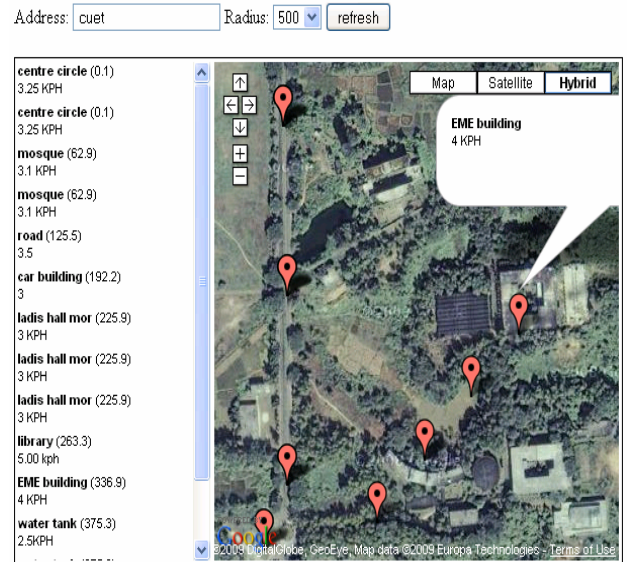 Address: cuet Radius: 500 refresh
centre circle (0.1)
3.25 KPH
centre circle (0.1)
3.25 KPH
mosque (62.9)
3.1 KPH
mosque (62.9)
3.1 KPH
road (125.5)
3.5
car building (192.2)
3
ladis hall mor (225.9)
3 KPH
ladis hall mor (225.9)
3 KPH
ladis hall mor (225.9)
3 KPH
library (263.3)
5.00 kph
EME building (336.9)
4 KPH
water tank (375.3)
2.5KPH
Map Satellite Hybrid
EME building
4 KPH
Google
©2009 DigitalGlobe, GeoEye, Map data ©2009 Europa Technologies - Terms of Use